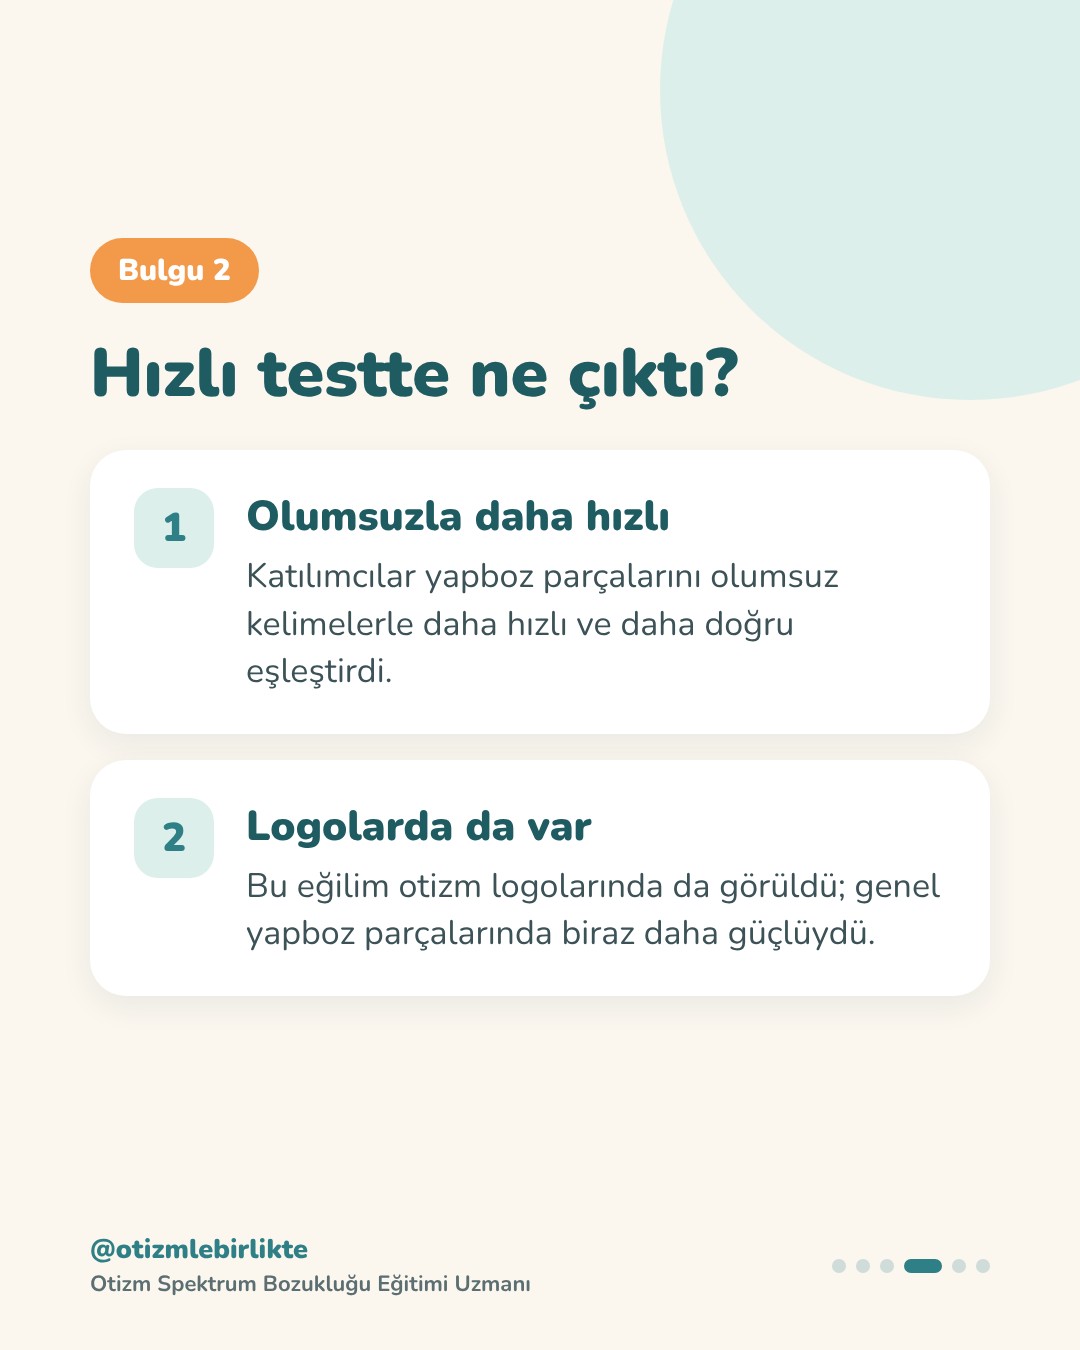 Bulgu 2
Hızlı testte ne çıktı?
1
Olumsuzla daha hızlı
Katılımcılar yapboz parçalarını olumsuz
kelimelerle daha hızlı ve daha doğru
eşleştirdi.
2
Logolarda da var
Bu eğilim otizm logolarında da görüldü; genel
yapboz parçalarında biraz daha güçlüydü.
@otizmlebirlikte
Otizm Spektrum Bozukluğu Eğitimi Uzmanı